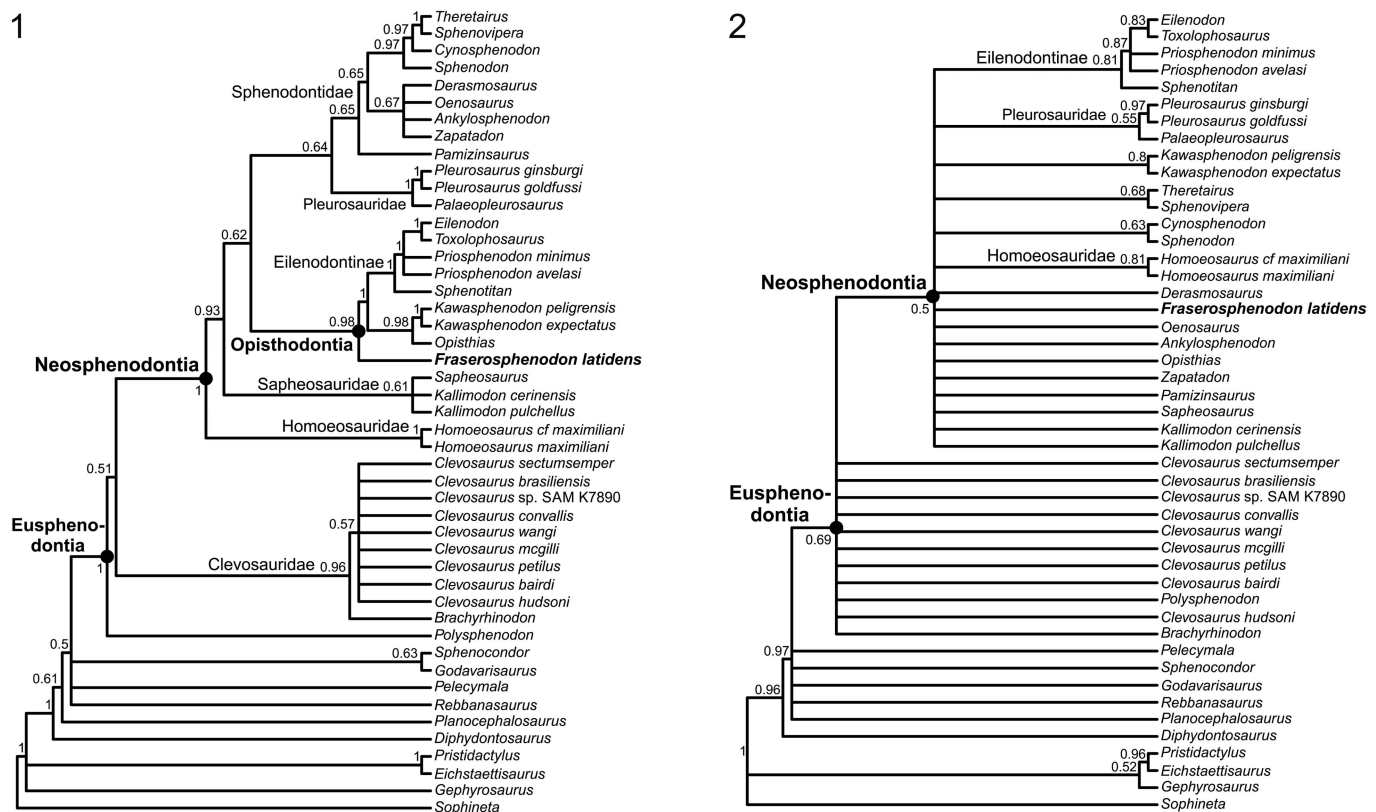 1
Theretairus
Sphenovipera
Cynosphenodon
Sphenodon
Derasmosaurus
Oenosaurus
Ankylosphenodon
Zapatadon
Pamizinsaurus
Pleurosaurus ginsburgi
Pleurosaurus goldfussi
Palaeopleurosaurus
Eilenodon
Toxolophosaurus
Priosphenodon minimus
Priosphenodon avelasi
Sphenotitan
Kawasphenodon peligrensis
Kawasphenodon expectatus
Opisthias
Fraserosphenodon latidens
Sapheosaurus
Kallimodon cerinensis
Kallimodon pulchellus
Homoeosaurus cf maximiliani
Homoeosaurus maximiliani
Clevosaurus sectumsemper
Clevosaurus brasiliensis
Clevosaurus sp. SAM K7890
Clevosaurus convallis
Clevosaurus wangi
Clevosaurus mcgilli
Clevosaurus petilus
Clevosaurus bairdi
Clevosaurus hudsoni
Brachyrhinodon
Polysphenodon
Sphenocondor
Godavarisaurus
Pelecymala
Rebbanasaurus
Planocephalosaurus
Diphydontosaurus
Pristidactylus
Eichstaettisaurus
Gephyrosaurus
Sophineta
1
0.97
0.97
0.65
Sphenodontidae
0.67
0.65
0.64
1
1
Pleurosauridae
0.62
1
1
Eilenodontinae
1
0.98
0.98
Opisthodontia
0.93
Neosphenodontia
1
Sapheosauridae 0.61
Homoeosauridae 1
0.51
Euspheno-
dontia
1
0.57
Clevosauridae 0.96
0.5
0.63
0.61
1
1
1
2
Eilenodon
Toxolophosaurus
Priosphenodon minimus
Priosphenodon avelasi
Sphenotitan
Pleurosaurus ginsburgi
Pleurosaurus goldfussi
Palaeopleurosaurus
Kawasphenodon peligrensis
Kawasphenodon expectatus
Theretairus
Sphenovipera
Cynosphenodon
Sphenodon
Homoeosaurus cf maximiliani
Homoeosaurus maximiliani
Derasmosaurus
Fraserosphenodon latidens
Oenosaurus
Ankylosphenodon
Opisthias
Zapatadon
Pamizinsaurus
Sapheosaurus
Kallimodon cerinensis
Kallimodon pulchellus
Clevosaurus sectumsemper
Clevosaurus brasiliensis
Clevosaurus sp. SAM K7890
Clevosaurus convallis
Clevosaurus wangi
Clevosaurus mcgilli
Clevosaurus petilus
Clevosaurus bairdi
Polysphenodon
Clevosaurus hudsoni
Brachyrhinodon
Pelecymala
Sphenocondor
Godavarisaurus
Rebbanasaurus
Planocephalosaurus
Diphydontosaurus
Pristidactylus
Eichstaettisaurus
Gephyrosaurus
Sophineta
0.83
0.87
Eilenodontinae 0.81
0.97
Pleurosauridae 0.55
0.8
0.68
0.63
Homoeosauridae 0.81
Neosphenodontia
0.5
Euspheno-
dontia
0.69
0.97
0.96
1
0.96
0.52